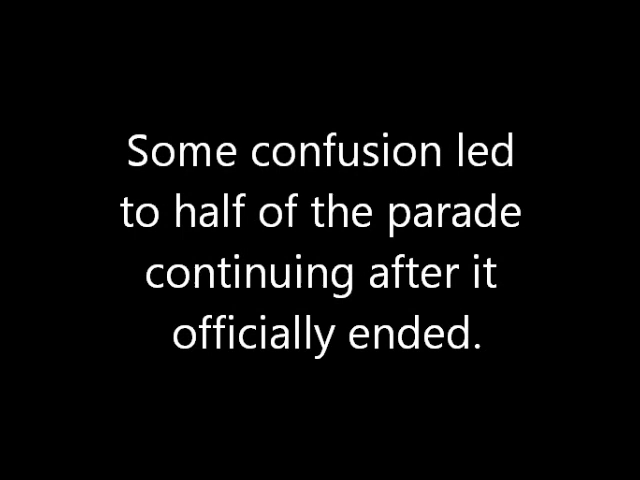 Some confusion led
to half of the parade
continuing after it
officially ended.